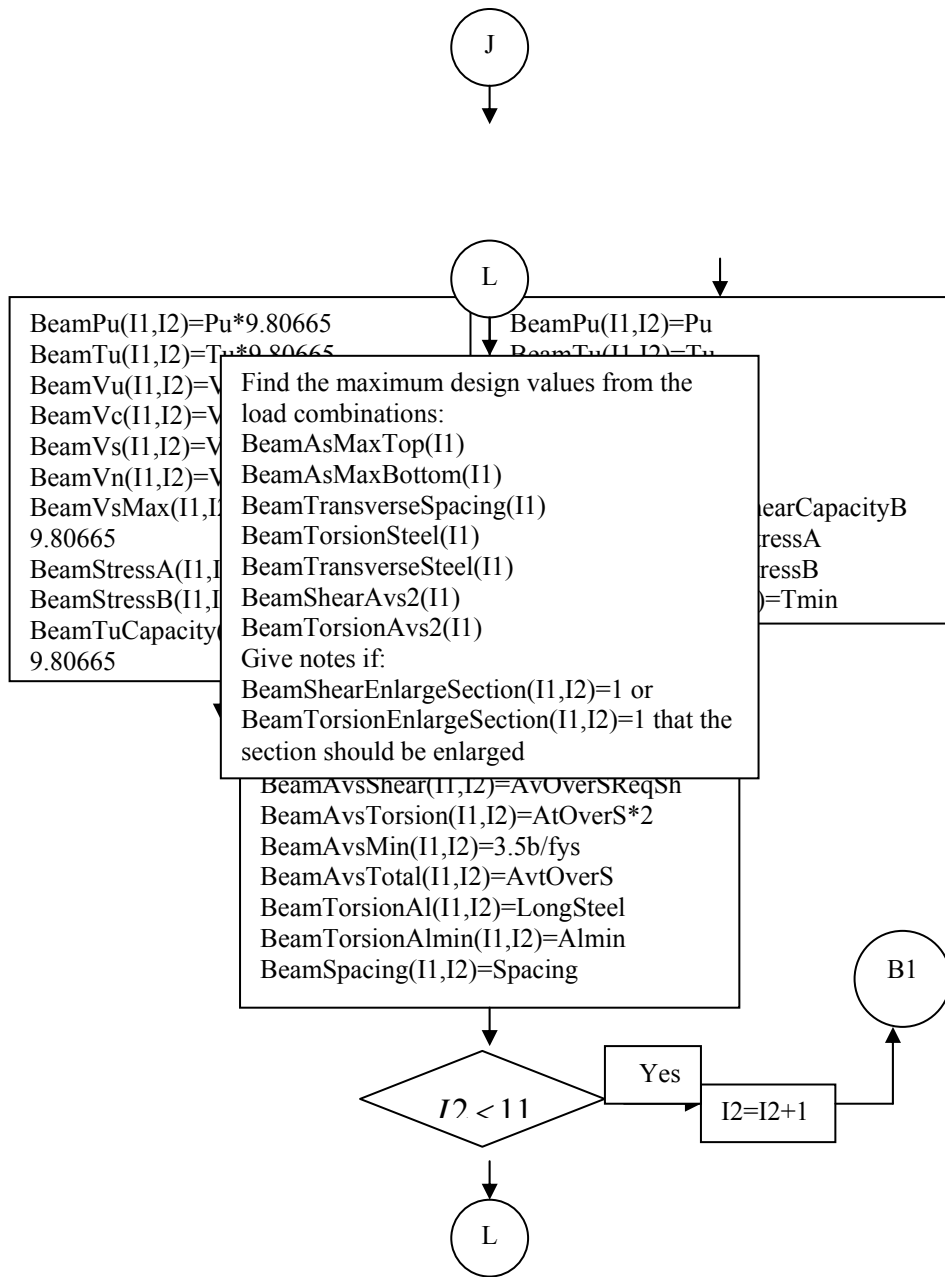 J
L
BeamPu(I1,I2)=Pu*9.80665
BeamTu(I1,I2)=Tu*9.80665
BeamVu(I1,I2)=V
BeamVc(I1,I2)=V
BeamVs(I1,I2)=V
BeamVn(I1,I2)=V
BeamVsMax(I1,I2
9.80665
BeamStressA(I1,I
BeamStressB(I1,I
BeamTuCapacity(
9.80665
BeamPu(I1,I2)=Pu
BeamTu(I1,I2)=Tu
hearCapacityB
ressA
ressB
)=Tmin
Find the maximum design values from the
load combinations:
BeamAsMaxTop(I1)
BeamAsMaxBottom(I1)
BeamTransverseSpacing(I1)
BeamTorsionSteel(I1)
BeamTransverseSteel(I1)
BeamShearAvs2(I1)
BeamTorsionAvs2(I1)
Give notes if:
BeamShearEnlargeSection(I1,I2)=1 or
BeamTorsionEnlargeSection(I1,I2)=1 that the
section should be enlarged
BeamAvsShear(I1,I2)=AvOverSReqSh
BeamAvsTorsion(I1,I2)=AtOverS*2
BeamAvsMin(I1,I2)=3.5b/fys
BeamAvsTotal(I1,I2)=AvtOverS
BeamTorsionAl(I1,I2)=LongSteel
BeamTorsionAlmin(I1,I2)=Almin
BeamSpacing(I1,I2)=Spacing
B1
I2<11
Yes
I2=I2+1
L